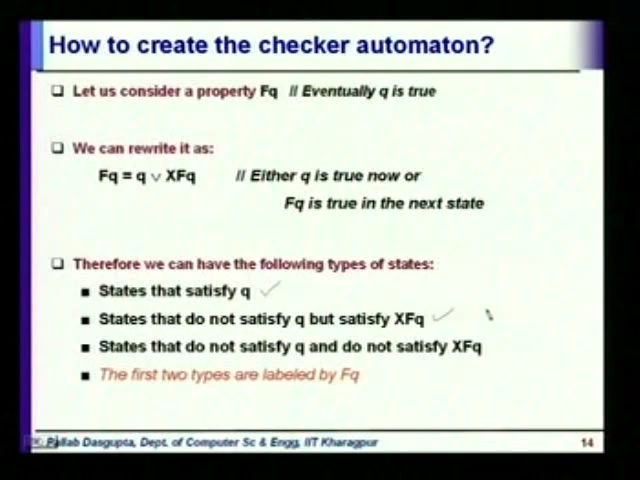 How to create the checker automaton?
Let us consider a property Fq // Eventually q is true
We can rewrite it as:
Fq = q ∨ XFq // Either q is true now or
Fq is true in the next state
Therefore we can have the following types of states:
States that satisfy q
States that do not satisfy q but satisfy XFq
States that do not satisfy q and do not satisfy XFq
The first two types are labeled by Fq
Pallab Dasgupta, Dept. of Computer Sc & Engg, IIT Kharagpur 14